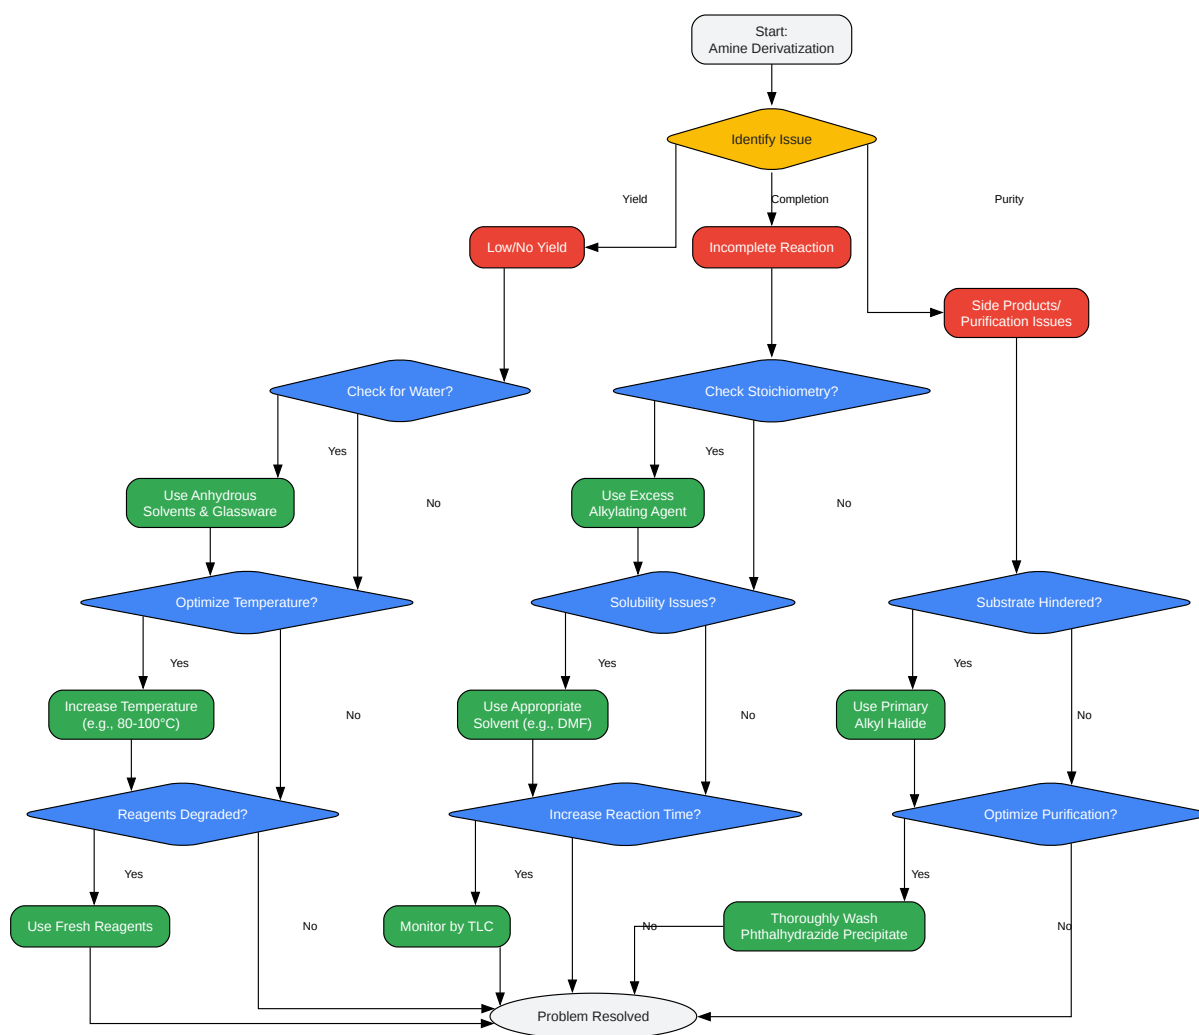 Start:
Amine Derivatization
Identify Issue
Yield
Completion
Purity
Low/No Yield
Incomplete Reaction
Side Products/
Purification Issues
Check for Water?
Check Stoichiometry?
Yes
Yes
Use Anhydrous
Solvents & Glassware
No
Use Excess
Alkylating Agent
No
Optimize Temperature?
Solubility Issues?
Substrate Hindered?
Yes
Yes
Yes
Increase Temperature
(e.g., 80-100°C)
No
Use Appropriate
Solvent (e.g., DMF)
No
Use Primary
Alkyl Halide
No
Reagents Degraded?
Increase Reaction Time?
Optimize Purification?
Yes
Yes
Yes
Use Fresh Reagents
No
Monitor by TLC
No
Thoroughly Wash
Phthalhydrazide Precipitate
No
Problem Resolved